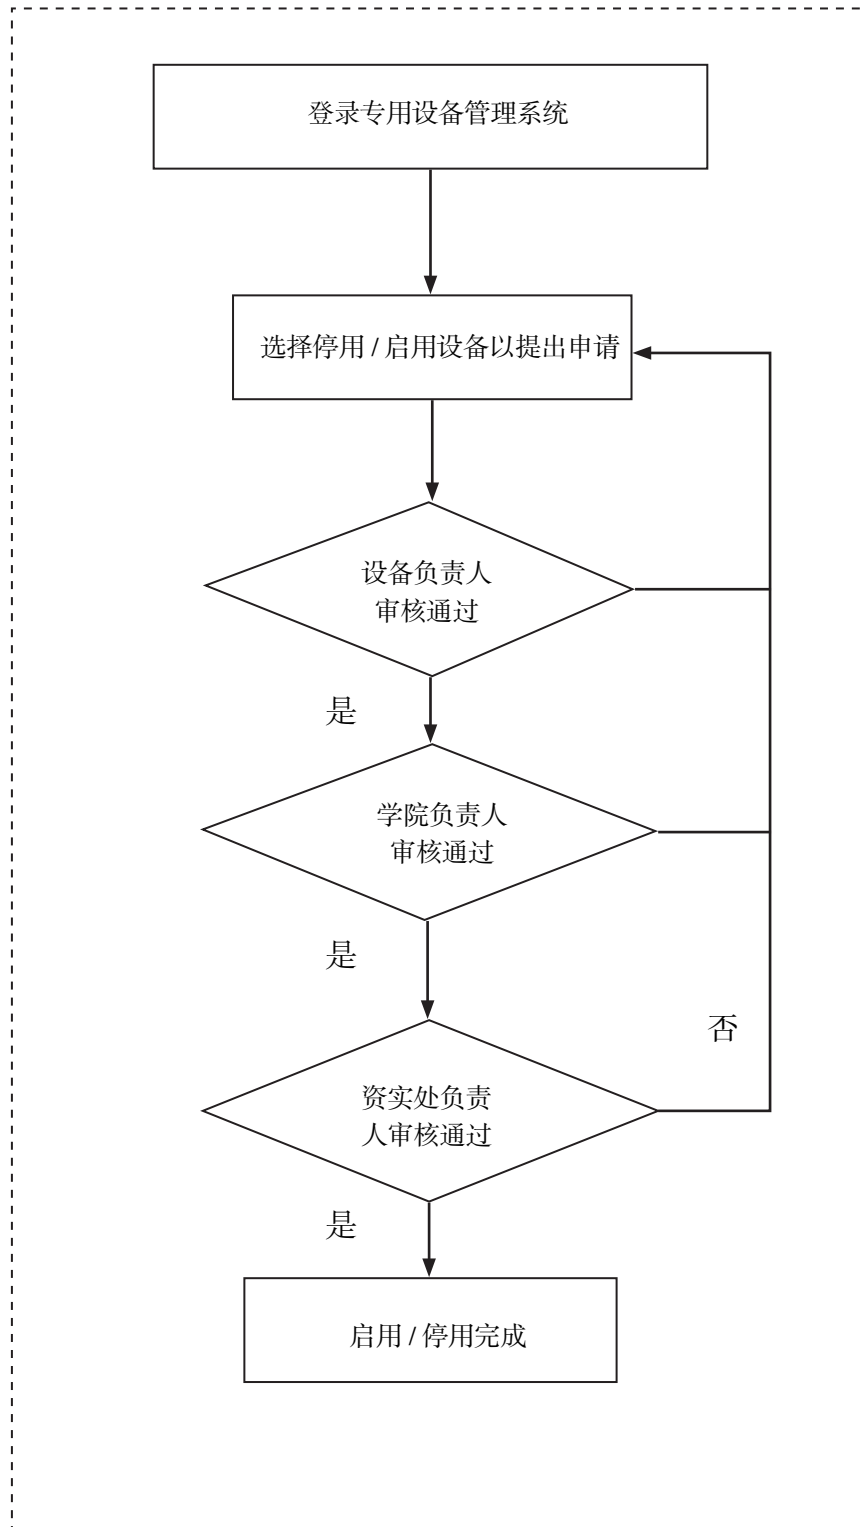 登录专用设备管理系统
选择停用 / 启用设备以提出申请
设备负责人
审核通过
是
学院负责人
审核通过
是
否
资实处负责
人审核通过
是
启用 / 停用完成